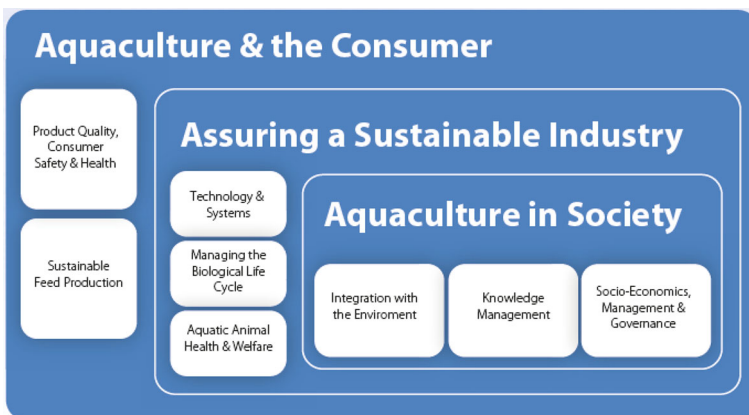 Aquaculture & the Consumer
Product Quality,
Consumer
Safety & Health
Sustainable
Feed Production
Assuring a Sustainable Industry
Technology &
Systems
Managing the
Biological Life
Cycle
Aquatic Animal
Health & Welfare
Aquaculture in Society
Integration with
the Enviroment
Knowledge
Management
Socio-Economics,
Management &
Governance